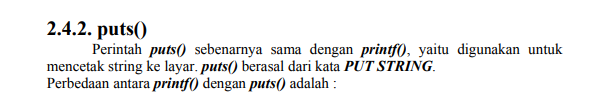 2.4.2. puts()
Perintah puts() sebenarnya sama dengan printf(), yaitu digunakan untuk
mencetak string ke layar. puts() berasal dari kata PUT STRING.
Perbedaan antara printf() dengan puts() adalah :